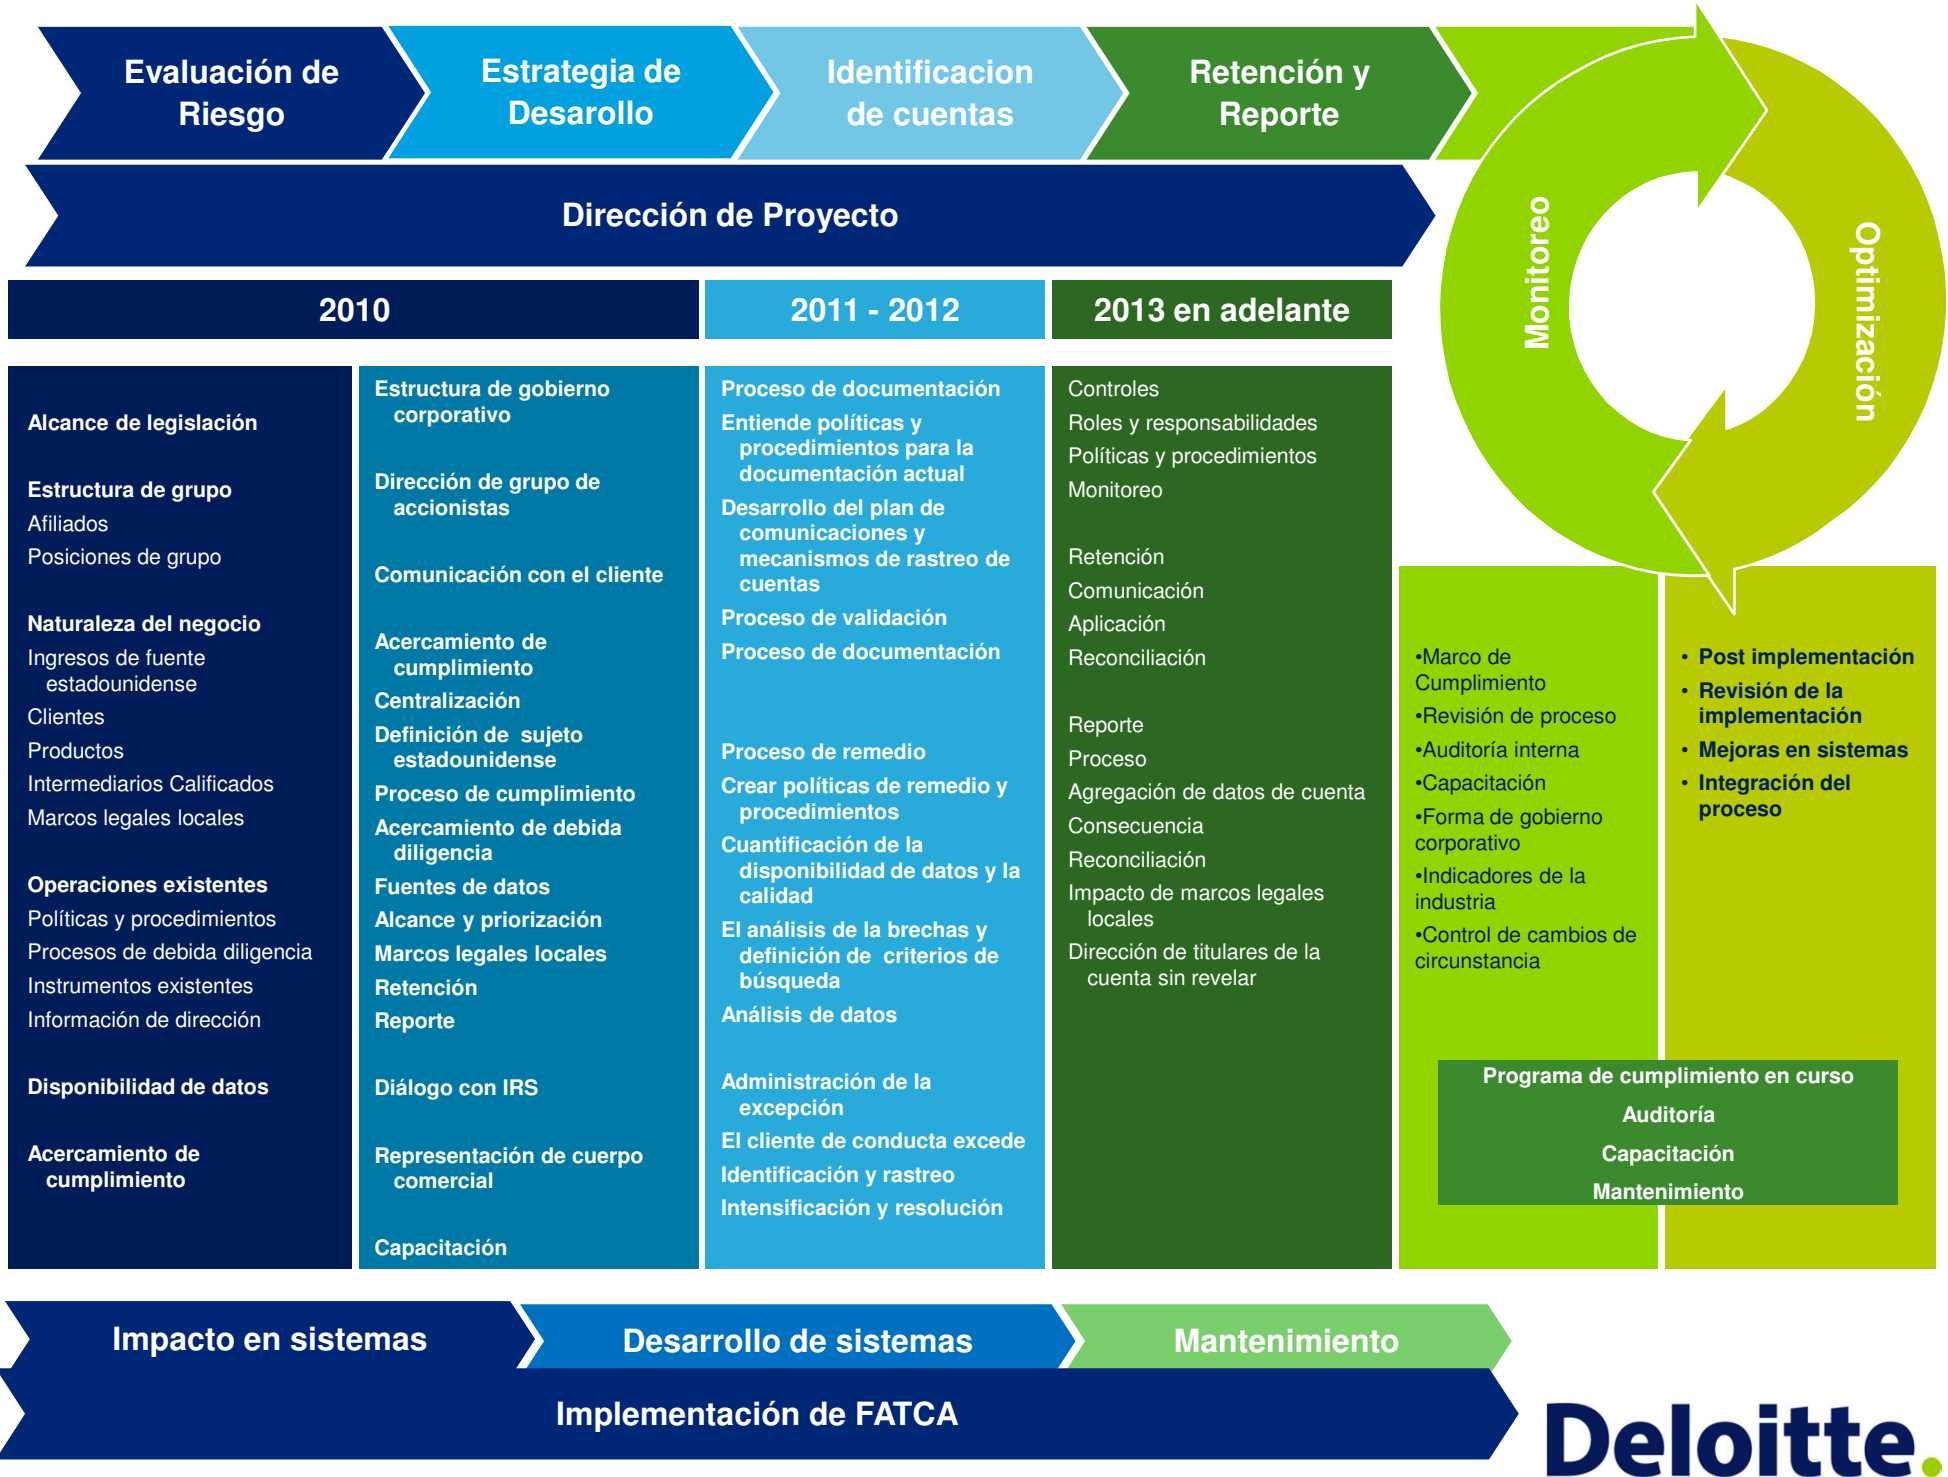 Evaluación de
Riesgo
Estrategia de
Desarollo
Identificacion
de cuentas
Retención y
Reporte
Monitoreo
Optimización
Dirección de Proyecto
2010
2011 - 2012
2013 en adelante
Alcance de legislación
Estructura de grupo
Afiliados
Posiciones de grupo
Naturaleza del negocio
Ingresos de fuente
estadounidense
Clientes
Productos
Intermediarios Calificados
Marcos legales locales
Operaciones existentes
Políticas y procedimientos
Procesos de debida diligencia
Instrumentos existentes
Información de dirección
Disponibilidad de datos
Acercamiento de
cumplimiento
Estructura de gobierno
corporativo
Dirección de grupo de
accionistas
Comunicación con el cliente
Acercamiento de
cumplimiento
Centralización
Definición de  sujeto
estadounidense
Proceso de cumplimiento
Acercamiento de debida
diligencia
Fuentes de datos
Alcance y priorización
Marcos legales locales
Retención
Reporte
Diálogo con IRS
Representación de cuerpo
comercial
Capacitación
Proceso de documentación
Entiende políticas y
procedimientos para la
documentación actual
Desarrollo del plan de
comunicaciones y
mecanismos de rastreo de
cuentas
Proceso de validación
Proceso de documentación
Proceso de remedio
Crear políticas de remedio y
procedimientos
Cuantificación de la
disponibilidad de datos y la
calidad
El análisis de la brechas y
definición de  criterios de
búsqueda
Análisis de datos
Administración de la
excepción
El cliente de conducta excede
Identificación y rastreo
Intensificación y resolución
Controles
Roles y responsabilidades
Políticas y procedimientos
Monitoreo
Retención
Comunicación
Aplicación
Reconciliación
Reporte
Proceso
Agregación de datos de cuenta
Consecuencia
Reconciliación
Impacto de marcos legales
locales
Dirección de titulares de la
cuenta sin revelar
•Marco de
Cumplimiento
•Revisión de proceso
•Auditoría interna
•Capacitación
•Forma de gobierno
corporativo
•Indicadores de la
industria
•Control de cambios de
circunstancia
• Post implementación
• Revisión de la
implementación
• Mejoras en sistemas
• Integración del
proceso
Programa de cumplimiento en curso
Auditoría
Capacitación
Mantenimiento
Impacto en sistemas
Desarrollo de sistemas
Mantenimiento
Implementación de FATCA
Deloitte.